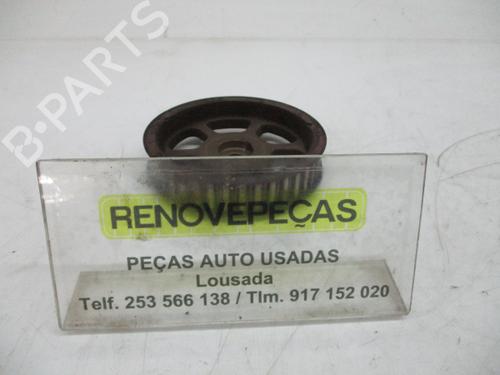 B-PARTS
RENOVEPEÇAS
PEÇAS AUTO USADAS
Lousada
Telf. 253 566 138 / Tlm. 917 152 020